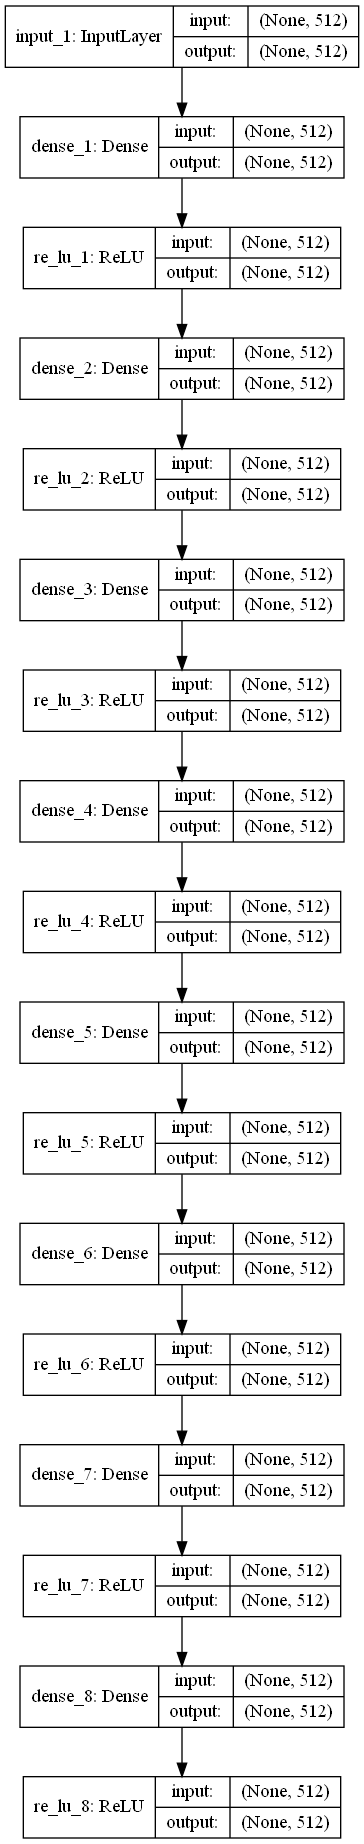 input_1: InputLayer
input:
(None, 512)
output:
(None, 512)
dense_1: Dense
input:
(None, 512)
output:
(None, 512)
re_lu_1: ReLU
input:
(None, 512)
output:
(None, 512)
dense_2: Dense
input:
(None, 512)
output:
(None, 512)
re_lu_2: ReLU
input:
(None, 512)
output:
(None, 512)
dense_3: Dense
input:
(None, 512)
output:
(None, 512)
re_lu_3: ReLU
input:
(None, 512)
output:
(None, 512)
dense_4: Dense
input:
(None, 512)
output:
(None, 512)
re_lu_4: ReLU
input:
(None, 512)
output:
(None, 512)
dense_5: Dense
input:
(None, 512)
output:
(None, 512)
re_lu_5: ReLU
input:
(None, 512)
output:
(None, 512)
dense_6: Dense
input:
(None, 512)
output:
(None, 512)
re_lu_6: ReLU
input:
(None, 512)
output:
(None, 512)
dense_7: Dense
input:
(None, 512)
output:
(None, 512)
re_lu_7: ReLU
input:
(None, 512)
output:
(None, 512)
dense_8: Dense
input:
(None, 512)
output:
(None, 512)
re_lu_8: ReLU
input:
(None, 512)
output:
(None, 512)